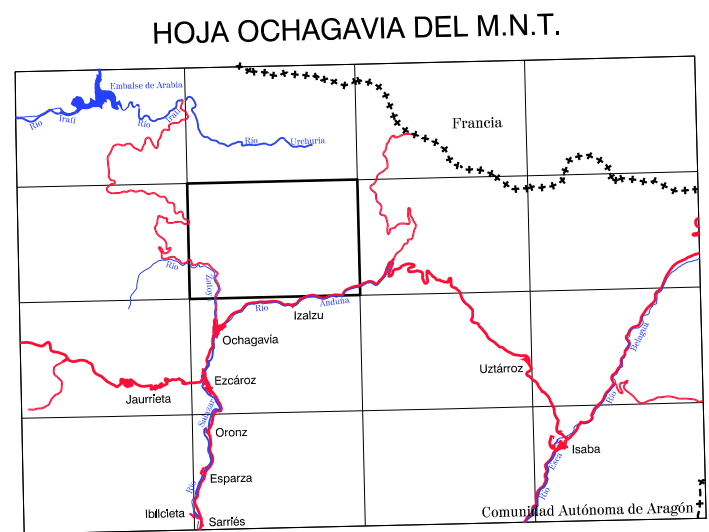 HOJA OCHAGAVIA DEL M.N.T.
Embalse de Arabia
Río
Irati
Río
Irati
Río
Urchuria
Francia
Río
Zatoya
Río
Anduña
Izalzu
Ochagavía
Belagua
Uztárroz
Ezcároz
Jaurrieta
Río
Salazar
Oronz
Isaba
Esca
Esparza
Río
Río
Ibilcieta
Sarriés
Comunidad Autónoma de Aragón